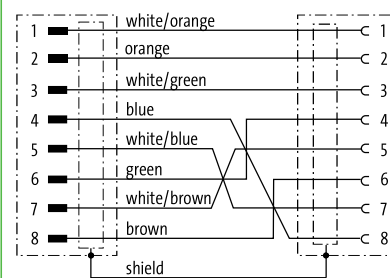 1 white/orange 1
2 orange 2
3 white/green 3
4 blue 4
5 white/blue 5
6 green 6
7 white/brown 7
8 brown 8
shield